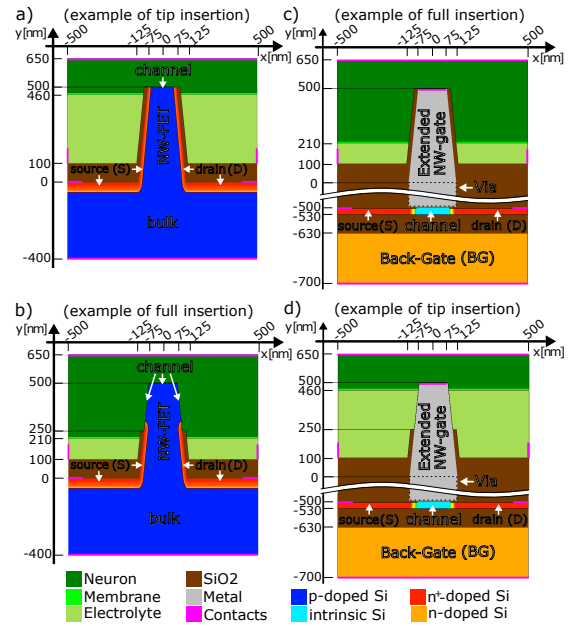 a) (example of tip insertion)
y[nm]
-500 -125 -75 0 75 125 500
x[nm]
650
channel
500
460
NW-FET
100
source (S) drain (D)
0
bulk
-400
c) (example of full insertion)
y[nm]
-500 -125 -75 0 75 125 500
x[nm]
650
500
Extended
NW-gate
210
100
0
Via
-500
-530
source(S) channel drain (D)
-630
Back-Gate (BG)
-700
b) (example of full insertion)
y[nm]
-500 -125 -75 0 75 125 500
x[nm]
650
channel
500
NW-FET
250
210
100
source(S) drain (D)
0
bulk
-400
d) (example of tip insertion)
y[nm]
-500 -125 -75 0 75 125 500
x[nm]
650
500
460
Extended
NW-gate
250
100
0
Via
-500
-530
source(S) channel drain (D)
-630
Back-Gate (BG)
-700
Neuron SiO2 p-doped Si n+-doped Si
Membrane Metal intrinsic Si n-doped Si
Electrolyte Contacts